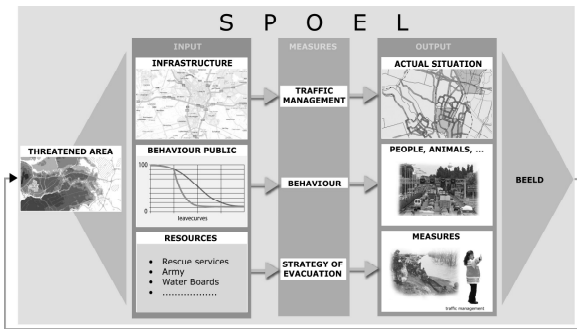 S P O E L
THREATENED AREA
INPUT
INFRASTRUCTURE
BEHAVIOUR PUBLIC
100
0
leavecurves
RESOURCES
• Rescue services
• Army
• Water Boards
• ...................
MEASURES
TRAFFIC
MANAGEMENT
BEHAVIOUR
STRATEGY OF
EVACUATION
OUTPUT
ACTUAL SITUATION
PEOPLE, ANIMALS, ...
MEASURES
traffic management
BEELD